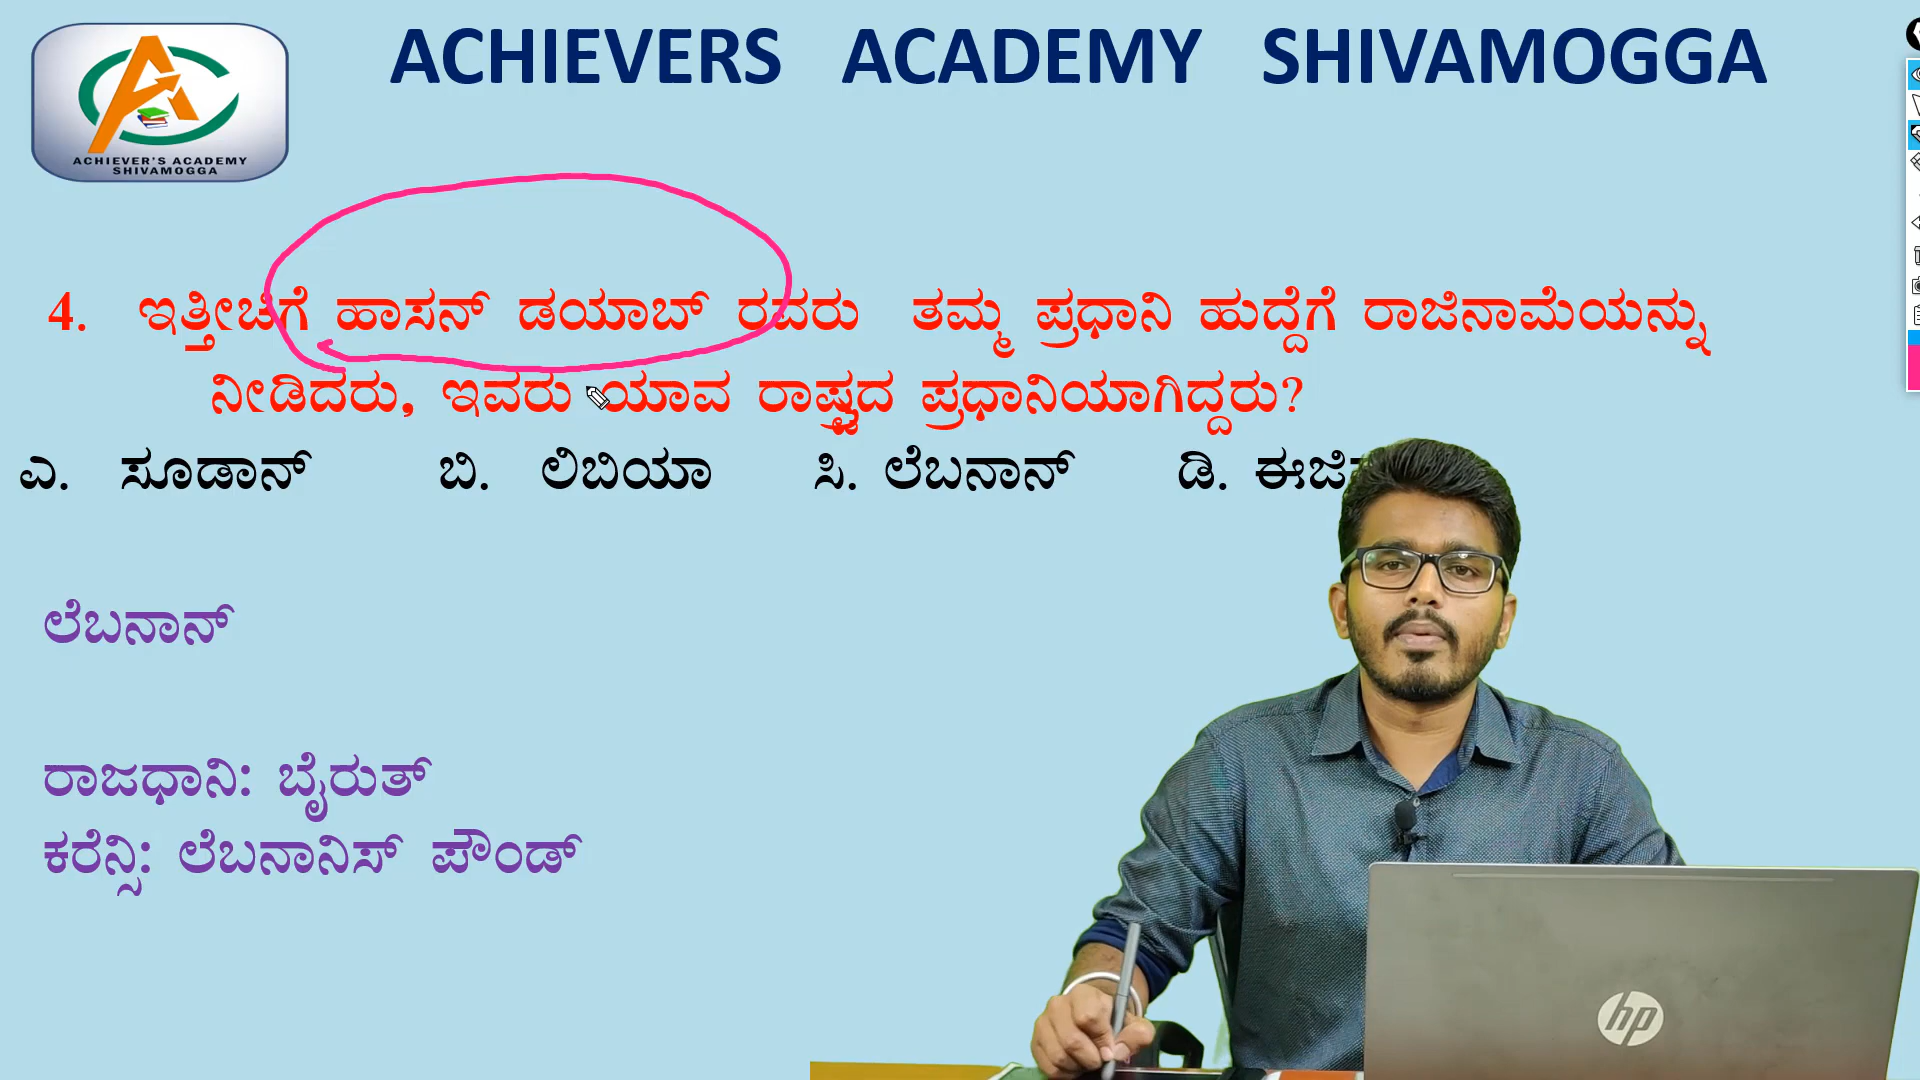 ACHIEVERS ACADEMY SHIVAMOGGA
ACHIEVER'S ACADEMY
SHIVAMOGGA
4. ಇತ್ತೀಚಿಗೆ ಹಾಸನ್ ಡಯಾಬ್ ರವರು ತಮ್ಮ ಪ್ರಧಾನಿ ಹುದ್ದೆಗೆ ರಾಜಿನಾಮೆಯನ್ನು
ನೀಡಿದರು, ಇವರು ಯಾವ ರಾಷ್ಟ್ರದ ಪ್ರಧಾನಿಯಾಗಿದ್ದರು?
ಎ. ಸೂಡಾನ್ ಬಿ. ಲಿಬಿಯಾ ಸಿ. ಲೆಬನಾನ್ ಡಿ.
ಲೆಬನಾನ್
ರಾಜಧಾನಿ: ಬೈರುತ್
ಕರೆನ್ಸಿ: ಲೆಬನಾನಿಸ್ ಪೌಂಡ್
hp